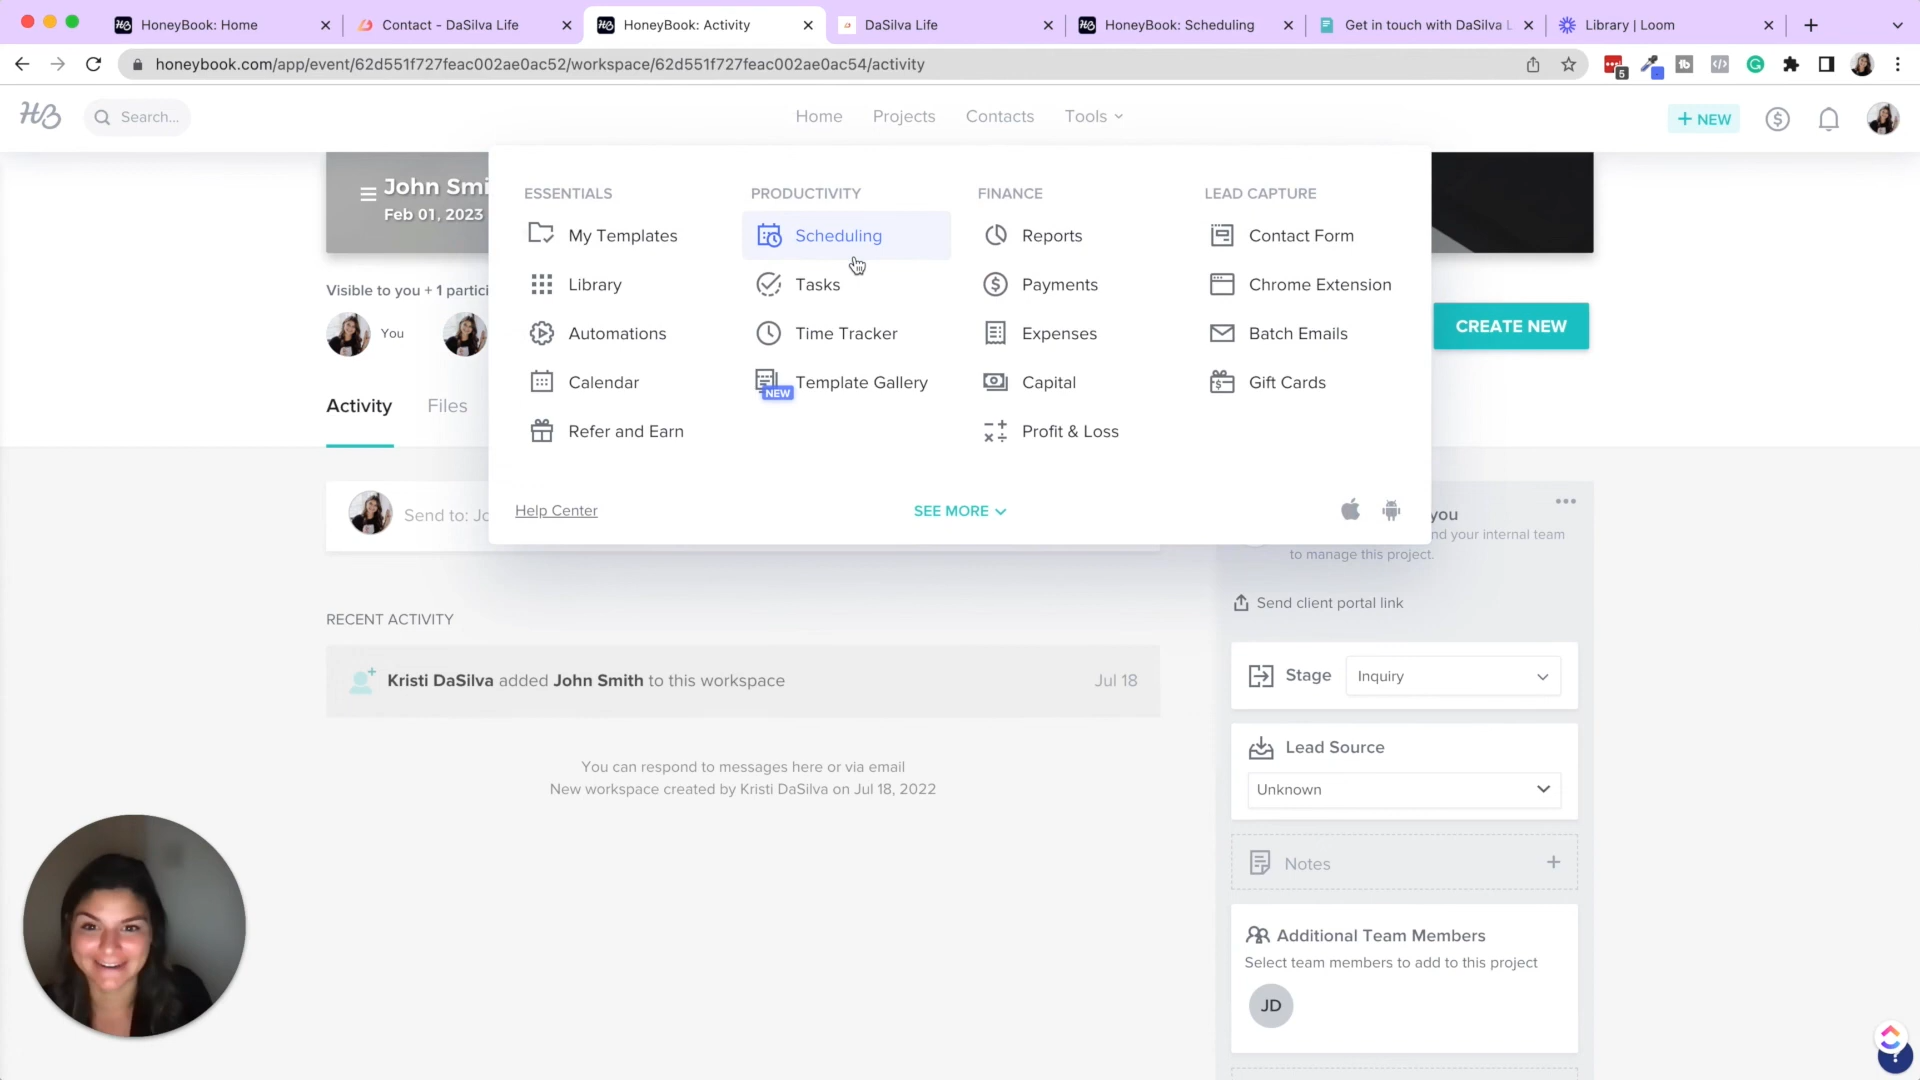 HoneyBook: Home
Contact - DaSilva Life
HoneyBook: Activity
DaSilva Life
HoneyBook: Scheduling
Get in touch with DaSilva L
Library | Loom
honeybook.com/app/event/62d551f727feac002ae0ac52/workspace/62d551f727feac002ae0ac54/activity
5
HB
Search...
Home
Projects
Contacts
Tools
+ NEW
John Smi
Feb 01, 2023
ESSENTIALS
My Templates
Library
Automations
Calendar
Refer and Earn
PRODUCTIVITY
Scheduling
Tasks
Time Tracker
NEW
Template Gallery
FINANCE
Reports
Payments
Expenses
Capital
Profit & Loss
LEAD CAPTURE
Contact Form
Chrome Extension
Batch Emails
Gift Cards
Help Center
SEE MORE
Visible to you + 1 partici
You
CREATE NEW
Activity
Files
Send to: Jo
you
nd your internal team
to manage this project.
Send client portal link
RECENT ACTIVITY
Kristi DaSilva added John Smith to this workspace
Jul 18
You can respond to messages here or via email
New workspace created by Kristi DaSilva on Jul 18, 2022
Stage
Inquiry
Lead Source
Unknown
Notes
Additional Team Members
Select team members to add to this project
JD
?